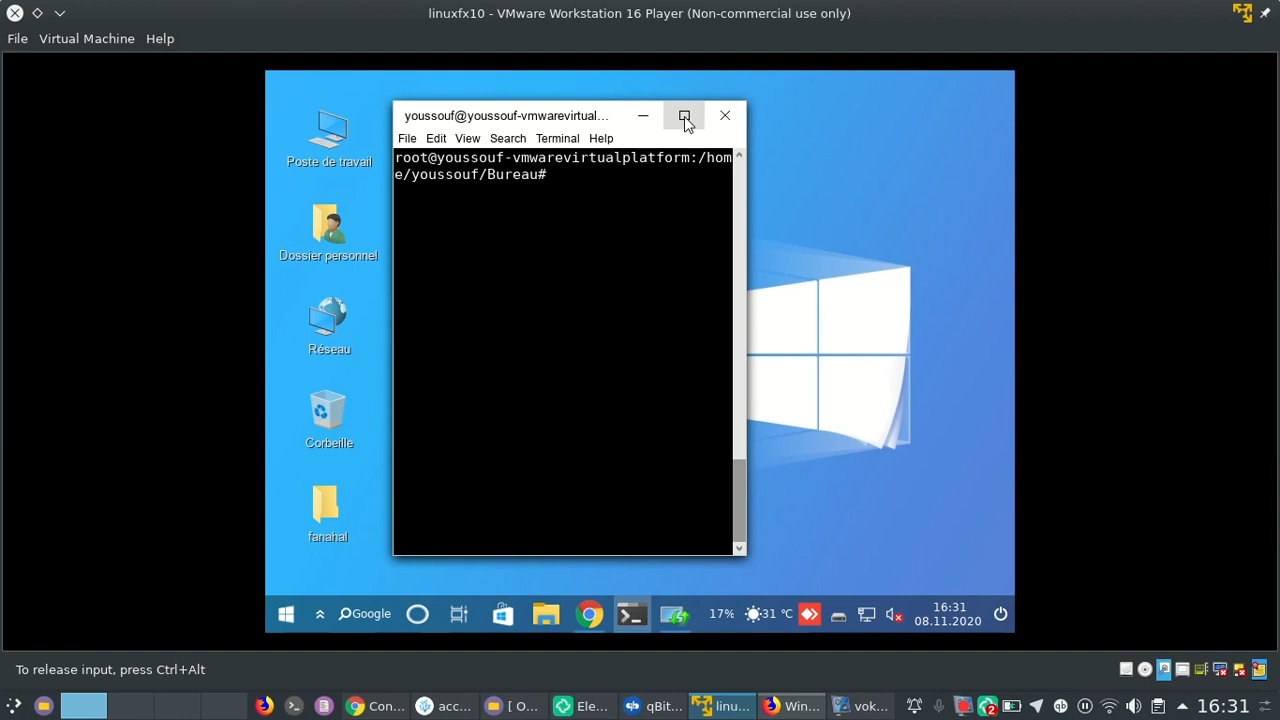 linuxfx10 - VMware Workstation 16 Player (Non-commercial use only)
File Virtual Machine Help
youssouf@youssouf-vmwarevirtual...
File Edit View Search Terminal Help
root@youssouf-vmwarevirtualplatform:/hom
e/youssouf/Bureau#
Poste de travail
Dossier personnel
Réseau
Corbeille
fanahal
Google
17%
31 °C
16:31
08.11.2020
To release input, press Ctrl+Alt
Con...
acc...
[ O...
Ele...
qBit...
linu...
Win...
vok...
2
16:31